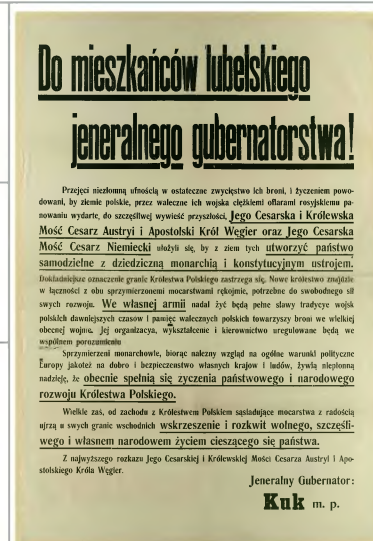 Do mieszkańców lubelskiego
jeneralnego gubernatorstwa!
Przejęci niezłomną ufnością w ostateczne zwycięstwo ich broni, i życzeniem powo-
dowani, by ziemie polskie, przez waleczne ich wojska ciężkiemi ofiarami rosyjskiemu pa-
nowaniu wydarte, do szczęśliwej wywieść przyszłości, Jego Cesarska i Królewska
Mość Cesarz Austryi i Apostolski Król Węgier oraz Jego Cesarska
Mość Cesarz Niemiecki ułożyli się, by z ziem tych utworzyć państwo
samodzielne z dziedziczną monarchią i konstytucyjnym ustrojem.
Dokładniejsze oznaczenie granic Królestwa Polskiego zastrzega się. Nowe królestwo znajdzie
w łączności z obu sprzymierzonemi mocarstwami rękojmię, potrzebne do swobodnego sił
swych rozwoju. We własnej armii nadal żyć będą pełne sławy tradycye wojsk
polskich dawniejszych czasów i pamięć walecznych polskich towarzyszy broni we wielkiej
obecnej wojnie. Jej organizacya, wykształcenie i kierownictwo uregulowane będą we
wspólnem porozumieniu
Sprzymierzeni monarchowie, biorąc należny wzgląd na ogólne warunki polityczne
Europy jakoteż na dobro i bezpieczeństwo własnych krajow i ludów, żywią niepłonną
nadzieję, że obecnie spełnią się zyczenia państwowego i narodowego
rozwoju Królestwa Polskiego.
Wielkie zaś, od zachodu z Królestwem Polskiem sąsiadujące mocarstwa z radością
ujrzą u swych granic wschodnich wskrzeszenie i rozkwit wolnego, szczęśli-
wego i własnem narodowem życiem cieszącego się państwa.
Z najwyższego rozkazu Jego Cesarskiej i Królewskiej Mości Cesarza Austryi i Apo-
stolskiego Króla Węgier.
Jeneralny Gubernator:
Kuk m. p.